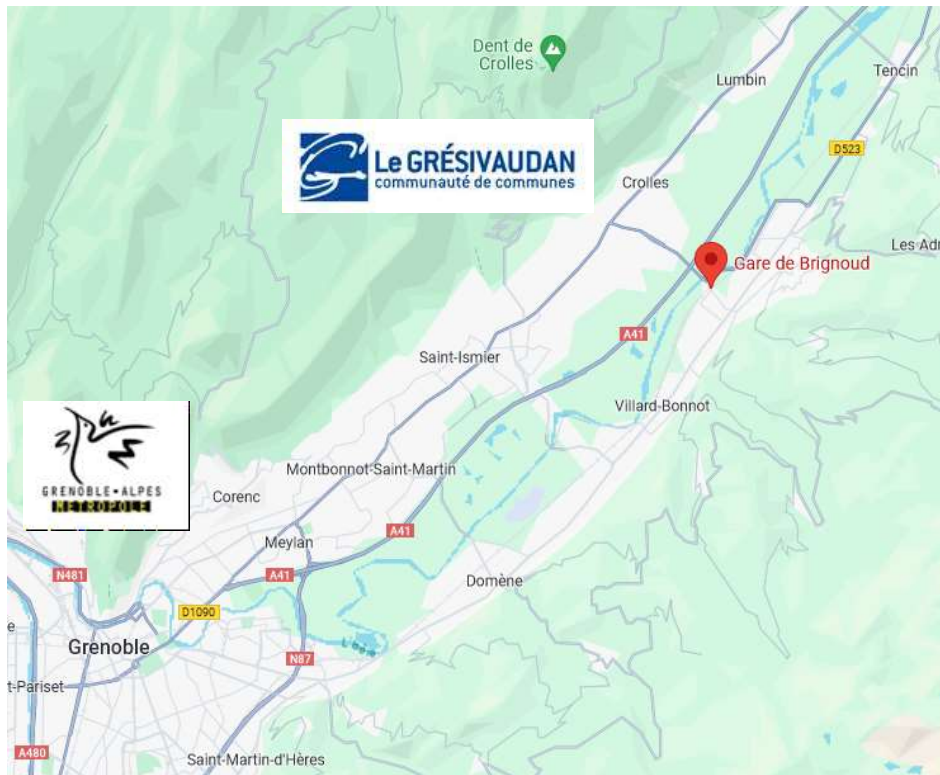 Dent de
Crolles
Lumbin
Tencin
D523
Le GRÉSIVAUDAN
communauté de communes
Crolles
Les Adr
Gare de Brignoud
A41
Saint-Ismier
Villard-Bonnot
GRENOBLE•ALPES
MÉTROPOLE
Montbonnot-Saint-Martin
Corenc
A41
Meylan
N481
A41
Domène
D1090
e
Grenoble
L'Isère
N87
t-Pariset
A480
Saint-Martin-d'Hères